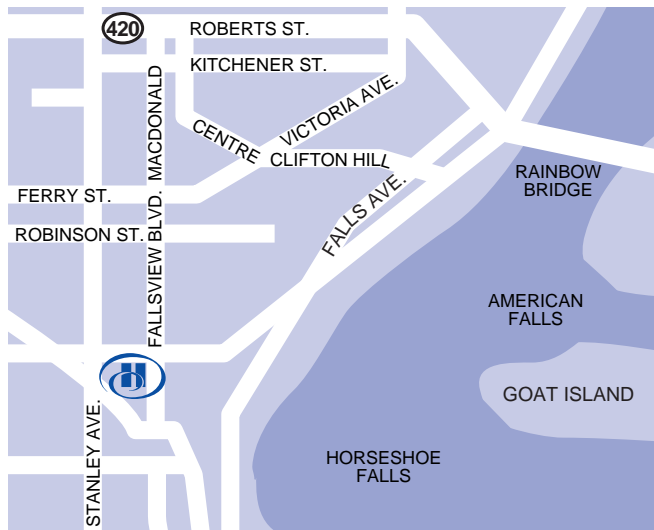 420
ROBERTS ST.
KITCHENER ST.
MACDONALD
VICTORIA AVE.
CENTRE
CLIFTON HILL
RAINBOW
BRIDGE
FERRY ST.
FALLS AVE.
ROBINSON ST.
FALLSVIEW BLVD.
AMERICAN
FALLS
H
GOAT ISLAND
STANLEY AVE.
HORSESHOE
FALLS